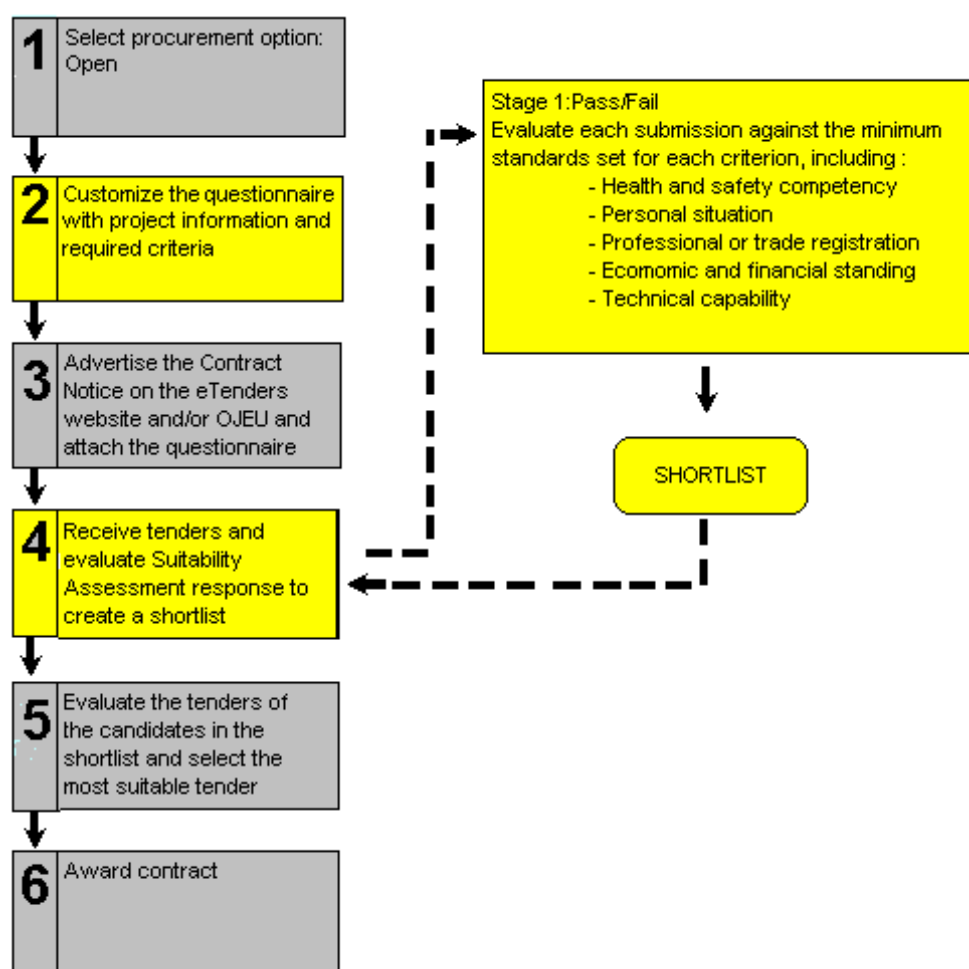 1
Select procurement option:
Open
2
Customize the questionnaire
with project information and
required criteria
3
Advertise the Contract
Notice on the eTenders
website and/or OJEU and
attach the questionnaire
4
Receive tenders and
evaluate Suitability
Assessment response to
create a shortlist
5
Evaluate the tenders of
the candidates in the
shortlist and select the
most suitable tender
6
Award contract
Stage 1:Pass/Fail
Evaluate each submission against the minimum
standards set for each criterion, including :
- Health and safety competency
- Personal situation
- Professional or trade registration
- Ecomomic and financial standing
- Technical capability
SHORTLIST